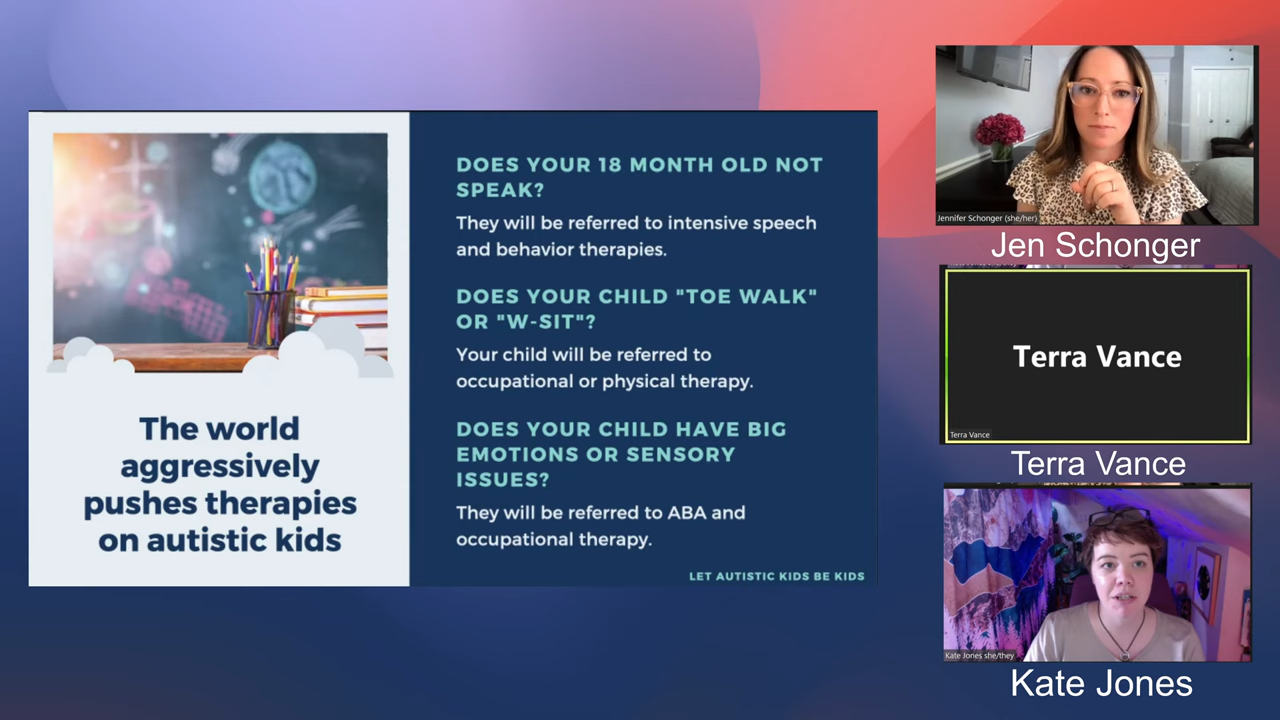 The world
aggressively
pushes therapies
on autistic kids
DOES YOUR 18 MONTH OLD NOT
SPEAK?
They will be referred to intensive speech
and behavior therapies.
DOES YOUR CHILD "TOE WALK"
OR "W-SIT"?
Your child will be referred to
occupational or physical therapy.
DOES YOUR CHILD HAVE BIG
EMOTIONS OR SENSORY
ISSUES?
They will be referred to ABA and
occupational therapy.
LET AUTISTIC KIDS BE KIDS
Jennifer Schonger (she/her)
Jen Schonger
Terra Vance
Terra Vance
Terra Vance
Kate Jones she/they
Kate Jones